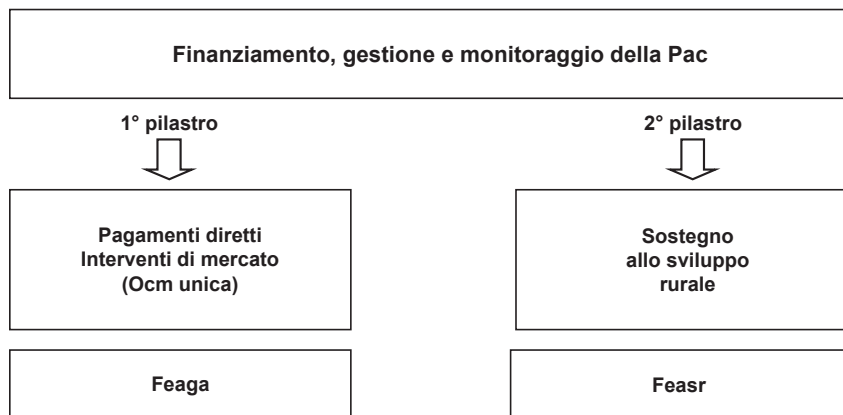 Finanziamento, gestione e monitoraggio della Pac
1° pilastro
2° pilastro
Pagamenti diretti
Interventi di mercato
(Ocm unica)
Sostegno
allo sviluppo
rurale
Feaga
Feasr